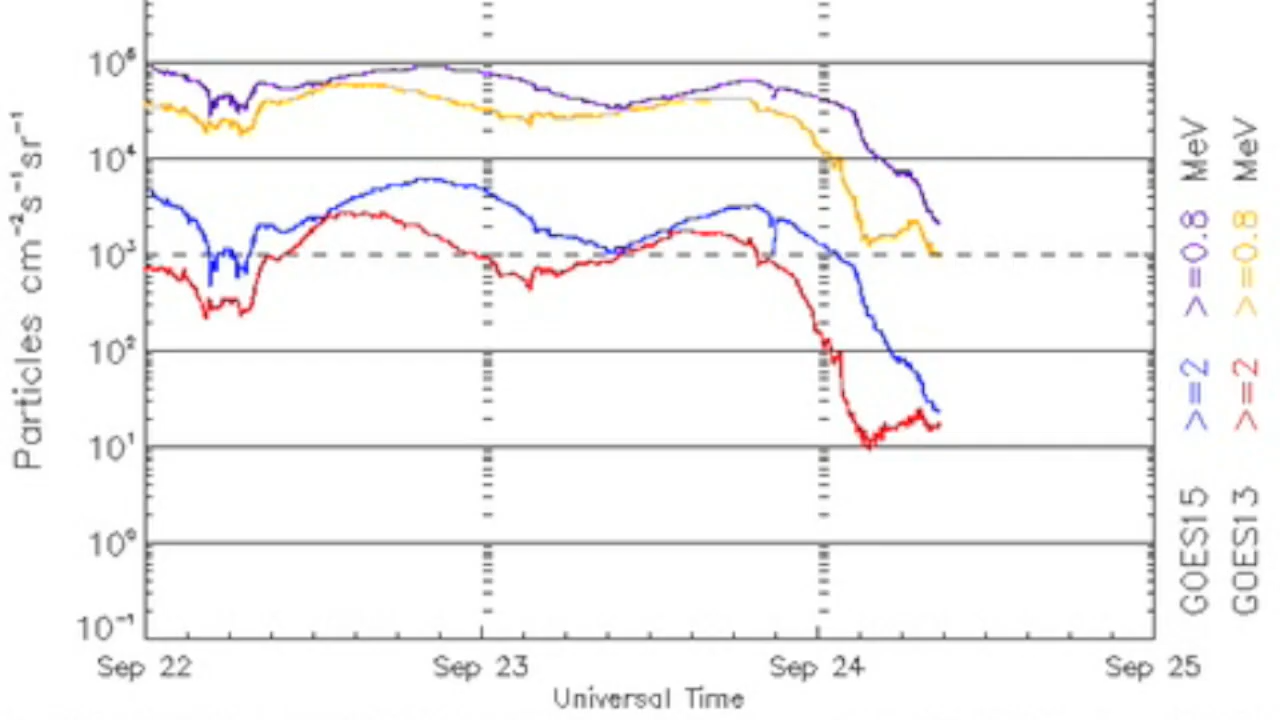 Particles cm⁻²s⁻¹sr⁻¹
10⁵
10⁴
10³
10²
10¹
10⁰
10⁻¹
Sep 22
Sep 23
Sep 24
Sep 25
Universal Time
GOES15 >=2 >=0.8 MeV
GOES13 >=2 >=0.8 MeV